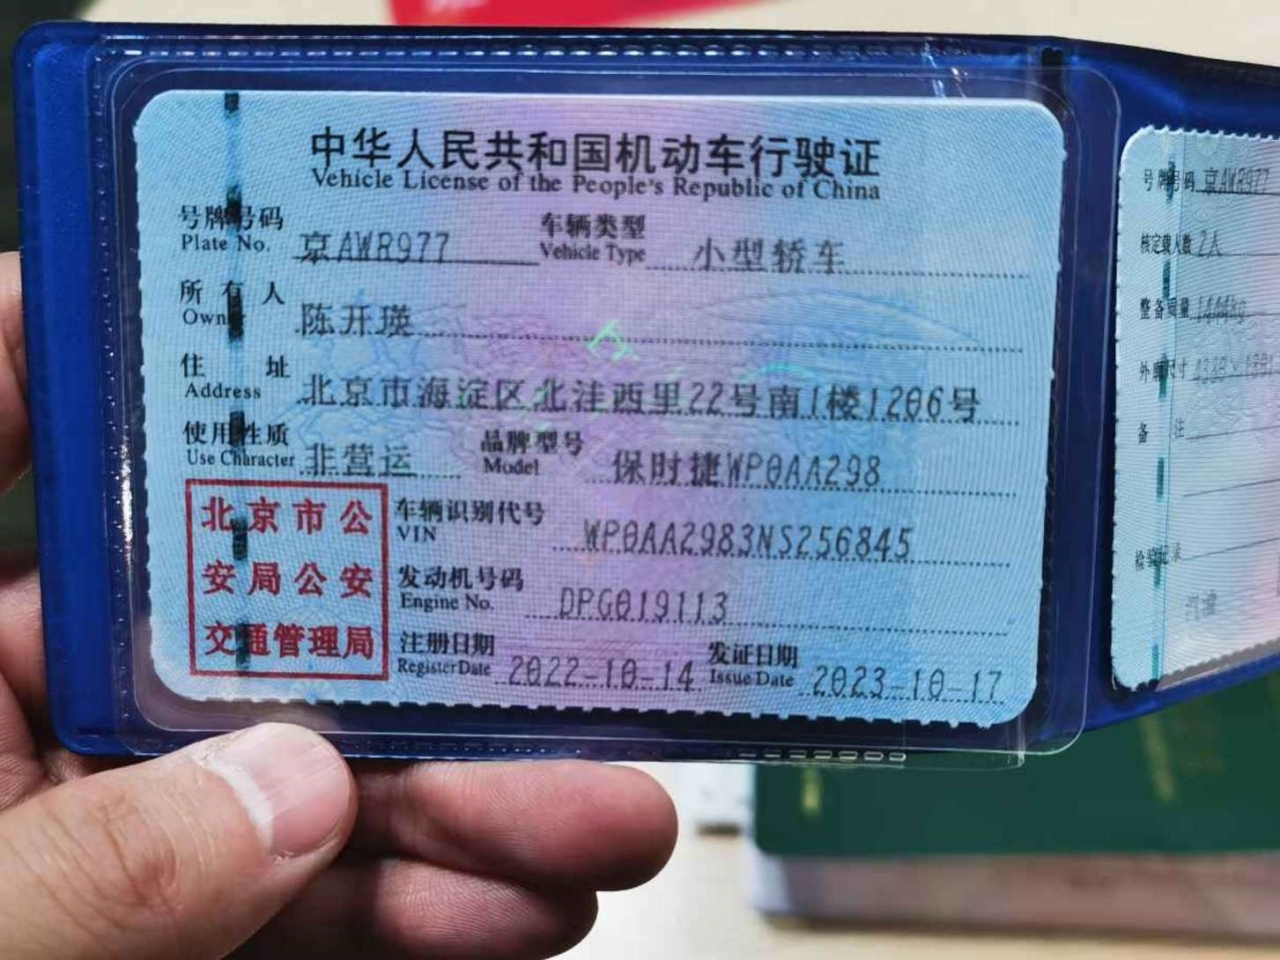 中华人民共和国机动车行驶证
Vehicle License of the People's Republic of China
号牌号码 京AWR977 车辆类型 小型轿车
Plate No. Vehicle Type
所有人 陈开瑛
Owner
住址 北京市海淀区北洼西里22号南1楼1206号
Address
使用性质 非营运 品牌型号 保时捷WP0AA298
Use Character Model
北京市公
安局公安
交通管理局
车辆识别代号 WP0AA2983NS256845
VIN
发动机号码 DPG019113
Engine No.
注册日期 2022-10-14 发证日期 2023-10-17
Register Date Issue Date
号牌号码 京AWR977
核定载人数 2人
整备质量
外廓尺寸
备注
检验记录
汽油